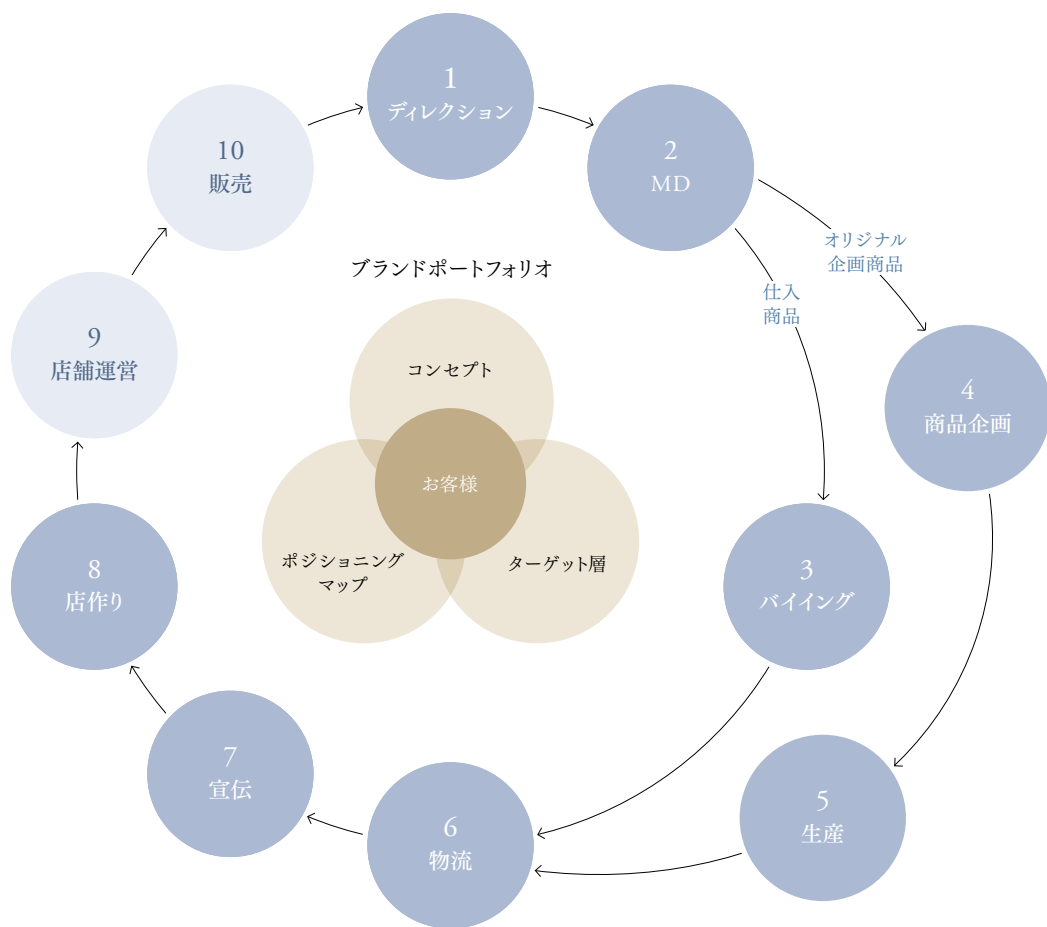 1
ディレクション
2
MD
オリジナル
企画商品
仕入
商品
4
商品企画
3
バイイング
5
生産
6
物流
7
宣伝
8
店作り
9
店舗運営
10
販売
ブランドポートフォリオ
コンセプト
お客様
ポジショニング
マップ
ターゲット層